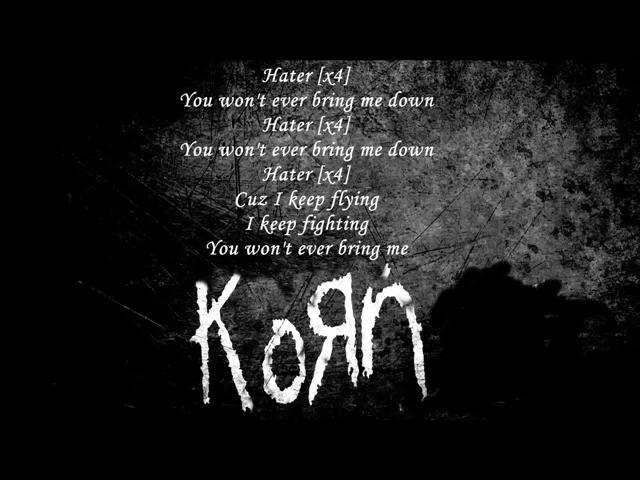 Hater [x4]
You won't ever bring me down
Hater [x4]
You won't ever bring me down
Hater [x4]
Cuz I keep flying
I keep fighting
You won't ever bring me
KoЯn